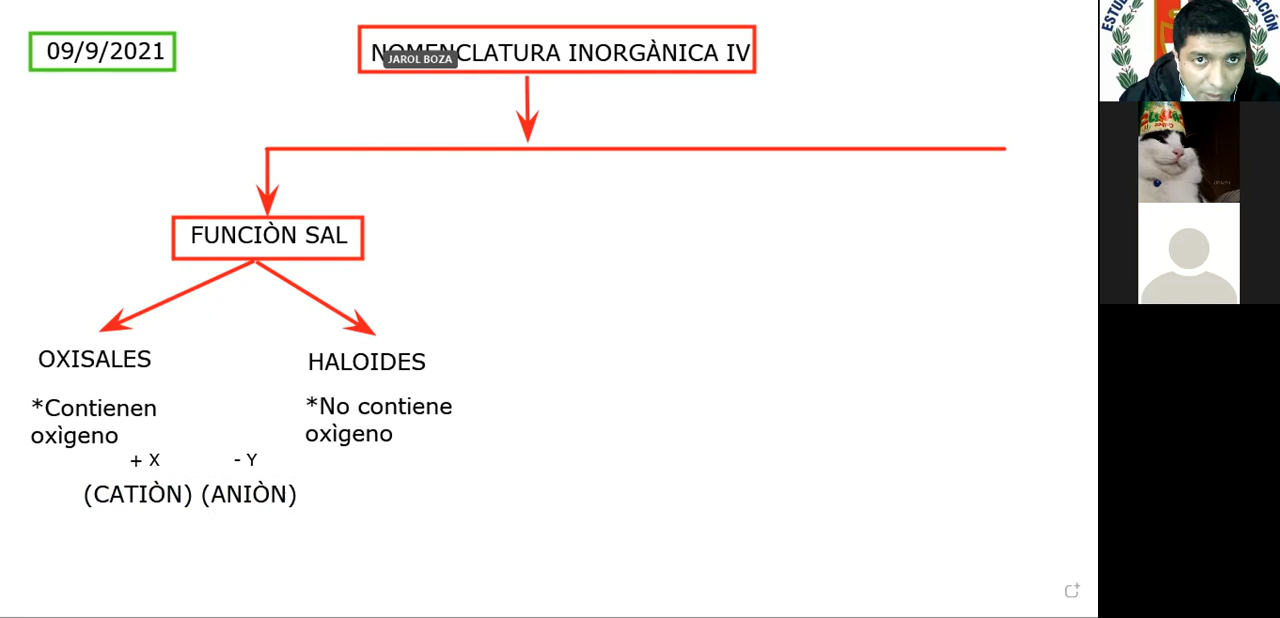 09/9/2021
NOMENCLATURA INORGÀNICA IV
JAROL BOZA
FUNCIÒN SAL
OXISALES
HALOIDES
*Contienen
oxìgeno
*No contiene
oxìgeno
+ X
- Y
(CATIÒN) (ANIÒN)